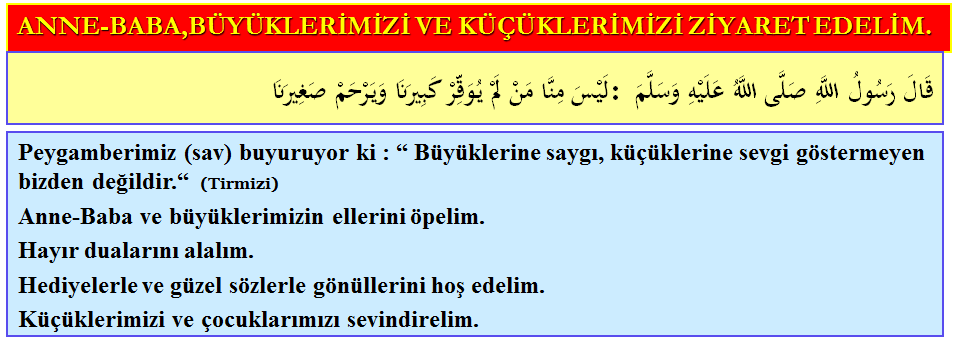 ANNE-BABA,BÜYÜKLERİMİZİ VE KÜÇÜKLERİMİZİ ZİYARET EDELİM.
قَالَ رَسُولُ اللَّهِ صَلَّى اللَّهُ عَلَيْهِ وَسَلَّمَ :لَيْسَ مِنَّا مَنْ لَمْ يُوَقِّرْ كَبِيرَنَا وَيَرْحَمْ صَغِيرَنَا
Peygamberimiz (sav) buyuruyor ki : “ Büyüklerine saygı, küçüklerine sevgi göstermeyen
bizden değildir.“ (Tirmizi)
Anne-Baba ve büyüklerimizin ellerini öpelim.
Hayır dualarını alalım.
Hediyelerle ve güzel sözlerle gönüllerini hoş edelim.
Küçüklerimizi ve çocuklarımızı sevindirelim.